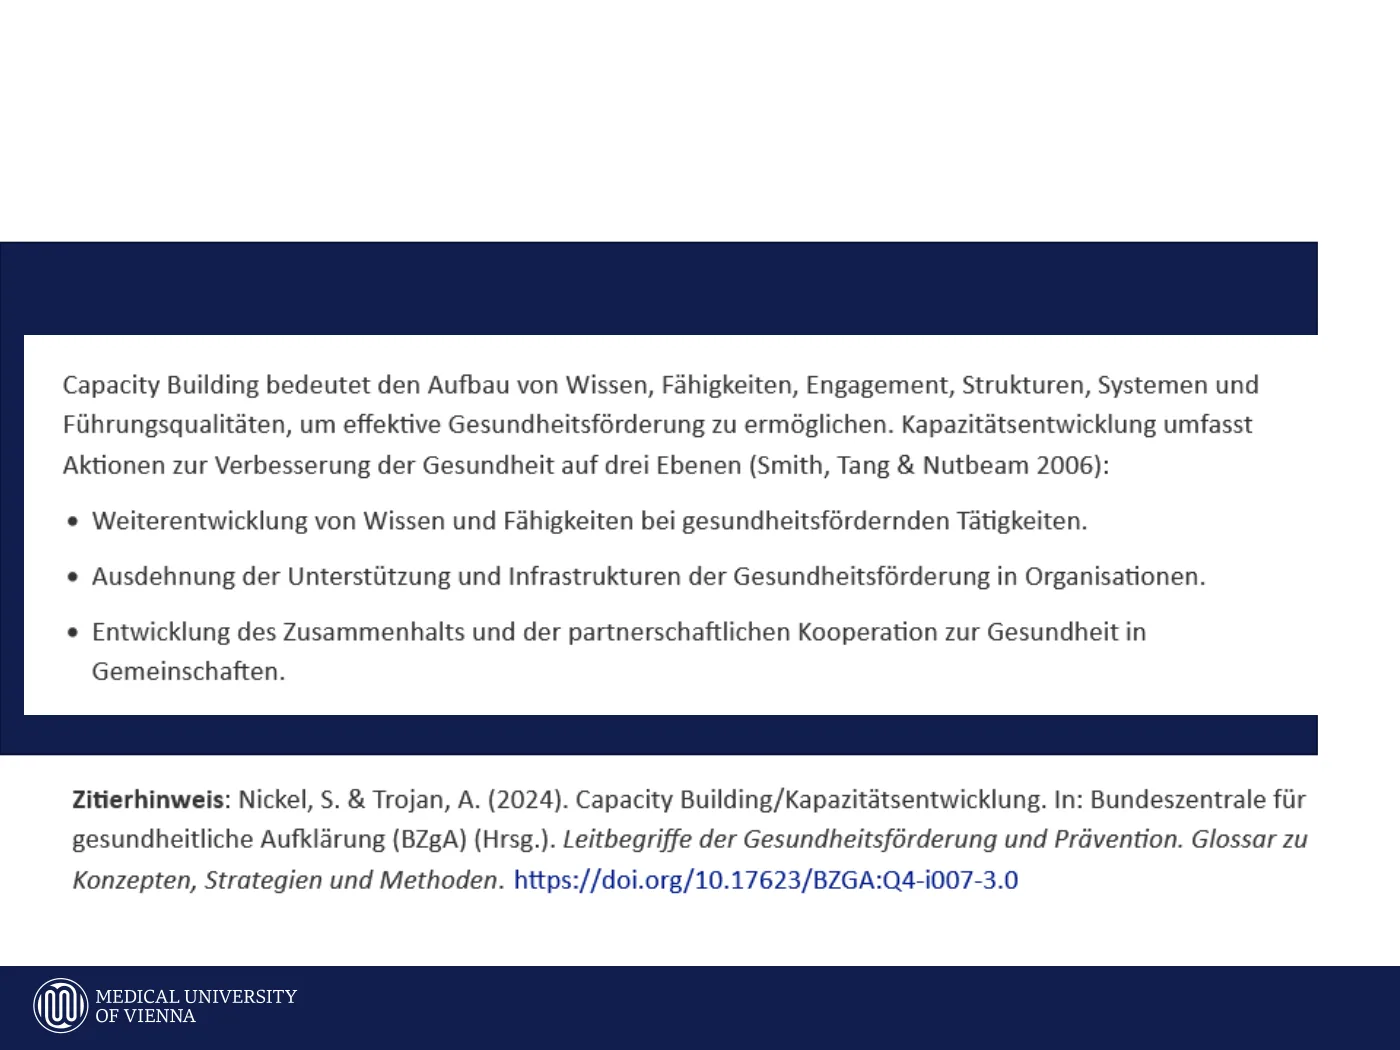 Capacity Building bedeutet den Aufbau von Wissen, Fähigkeiten, Engagement, Strukturen, Systemen und
Führungsqualitäten, um effektive Gesundheitsförderung zu ermöglichen. Kapazitätsentwicklung umfasst
Aktionen zur Verbesserung der Gesundheit auf drei Ebenen (Smith, Tang & Nutbeam 2006):
• Weiterentwicklung von Wissen und Fähigkeiten bei gesundheitsfördernden Tätigkeiten.
• Ausdehnung der Unterstützung und Infrastrukturen der Gesundheitsförderung in Organisationen.
• Entwicklung des Zusammenhalts und der partnerschaftlichen Kooperation zur Gesundheit in
Gemeinschaften.
Zitierhinweis: Nickel, S. & Trojan, A. (2024). Capacity Building/Kapazitätsentwicklung. In: Bundeszentrale für
gesundheitliche Aufklärung (BZgA) (Hrsg.). Leitbegriffe der Gesundheitsförderung und Prävention. Glossar zu
Konzepten, Strategien und Methoden. https://doi.org/10.17623/BZGA:Q4-i007-3.0
MEDICAL UNIVERSITY
OF VIENNA